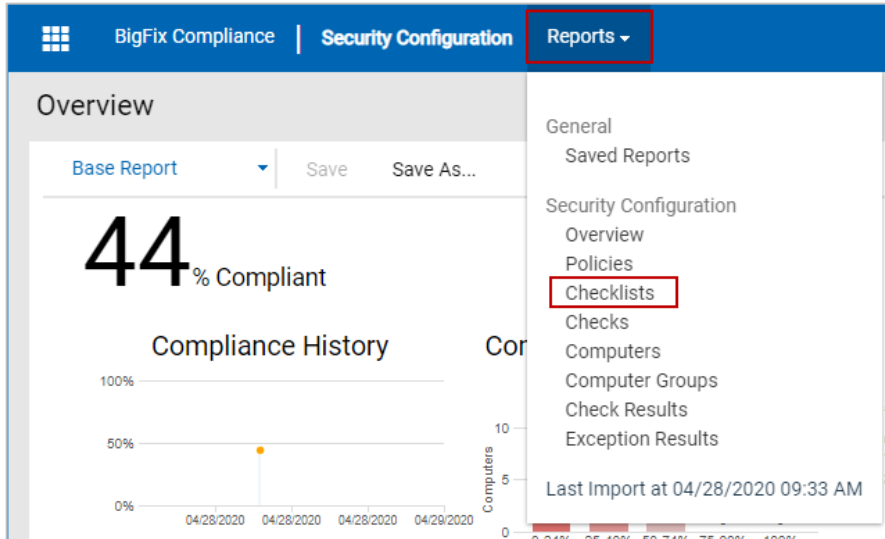 BigFix Compliance | Security Configuration Reports
Overview
Base Report Save Save As...
44% Compliant
Compliance History
100%
50%
0%
04/28/2020 04/28/2020 04/28/2020 04/29/2020
10
5
0
Computers
General
Saved Reports
Security Configuration
Overview
Policies
Checklists
Checks
Computers
Computer Groups
Check Results
Exception Results
Last Import at 04/28/2020 09:33 AM